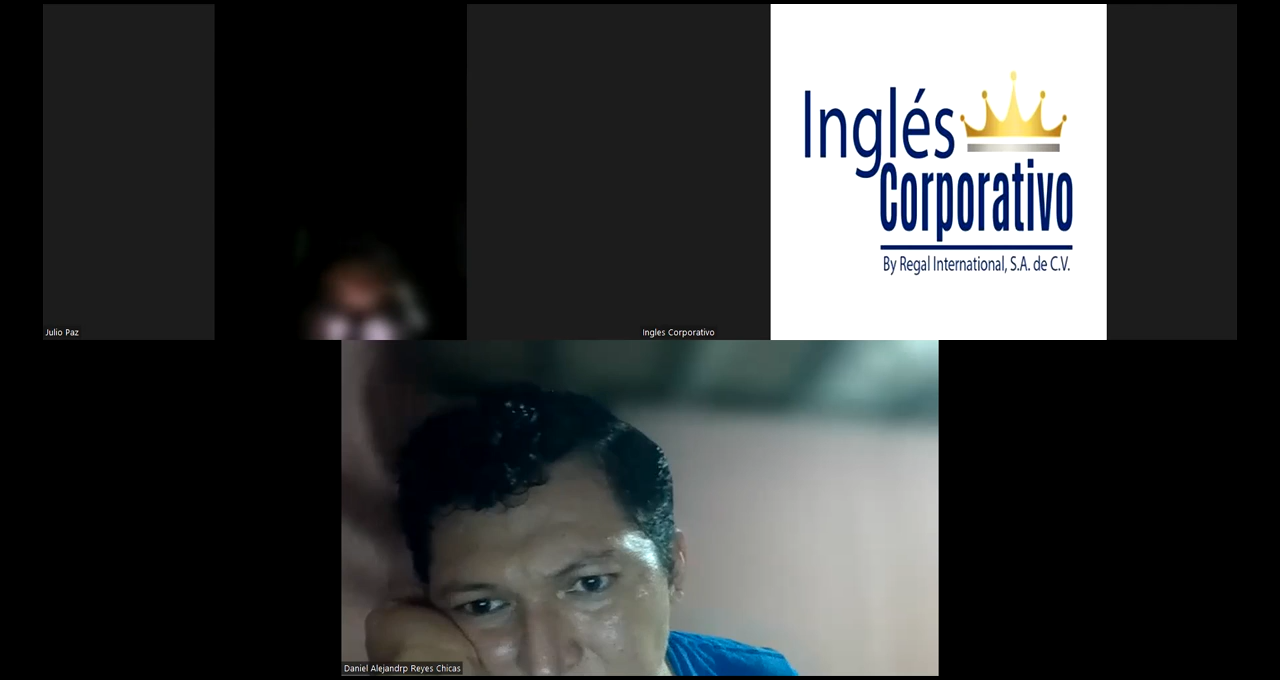 Inglés
Corporativo
By Regal International, S.A. de C.V.
Julio Paz
Ingles Corporativo
Daniel Alejandrp Reyes Chicas